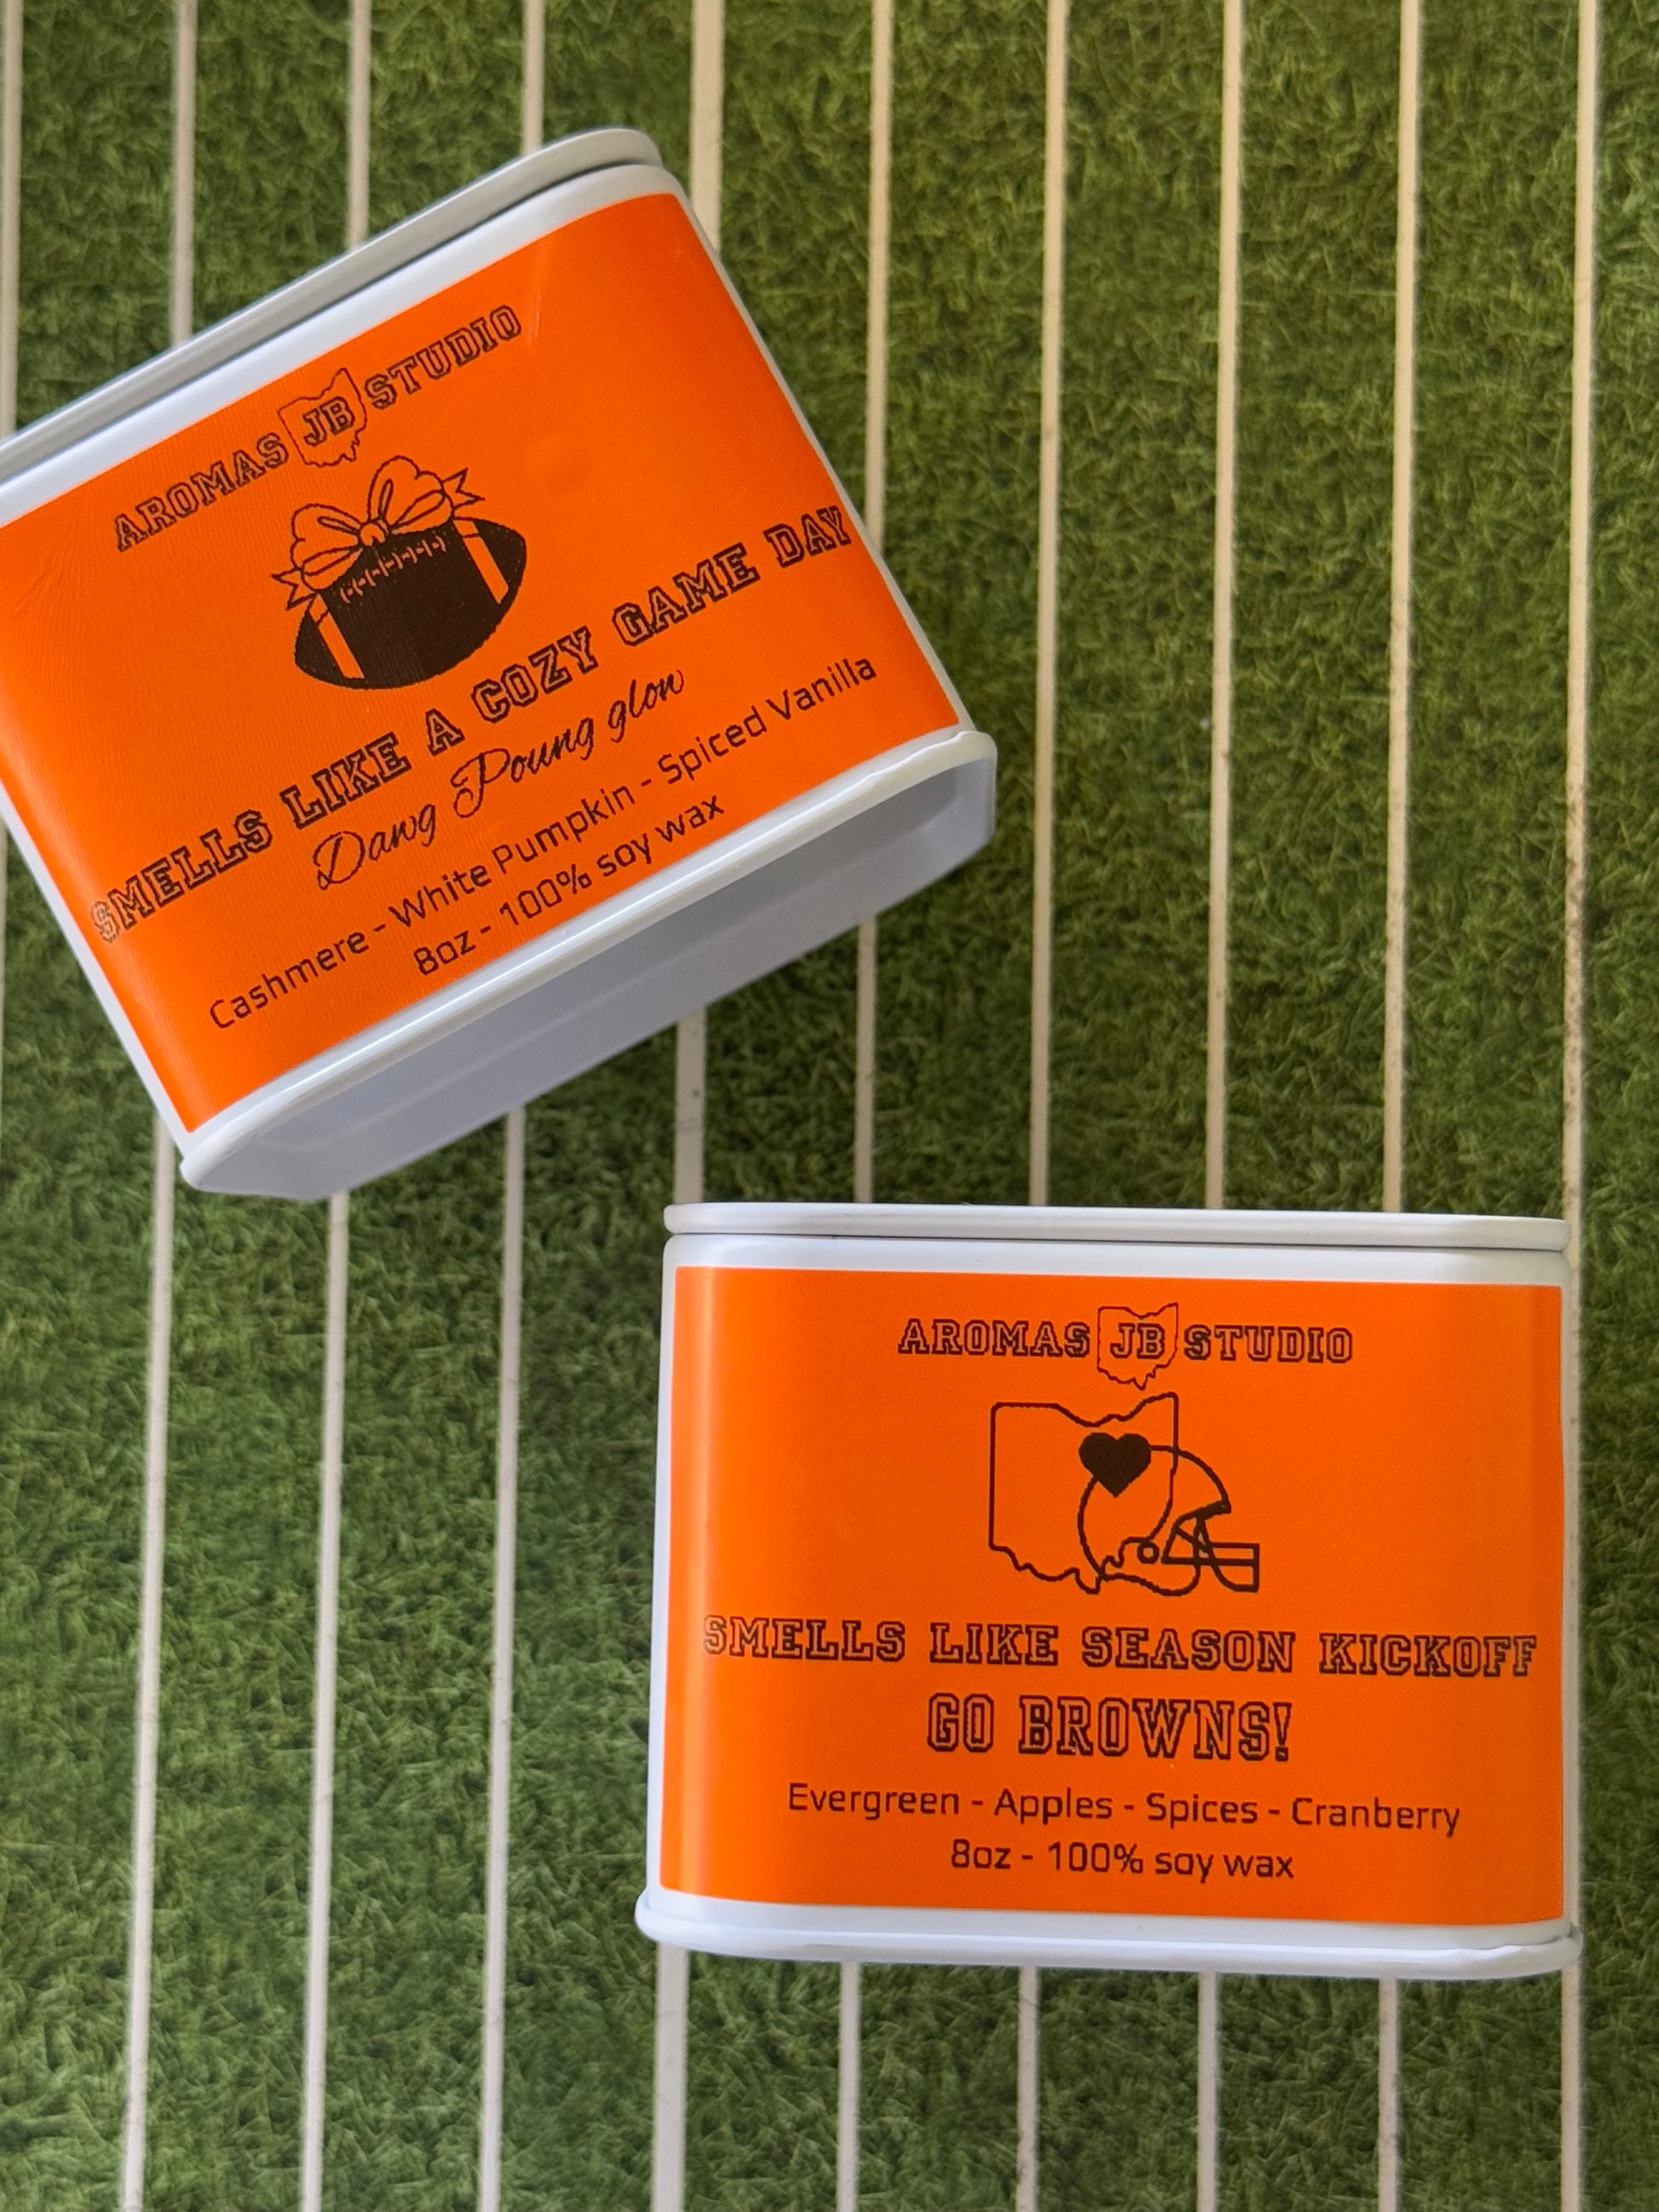 AROMAS JB STUDIO
SMELLS LIKE A COZY GAME DAY
Dawg Poung glow
Cashmere - White Pumpkin - Spiced Vanilla
8oz - 100% soy wax
AROMAS JB STUDIO
SMELLS LIKE SEASON KICKOFF
GO BROWNS!
Evergreen - Apples - Spices - Cranberry
8oz - 100% soy wax